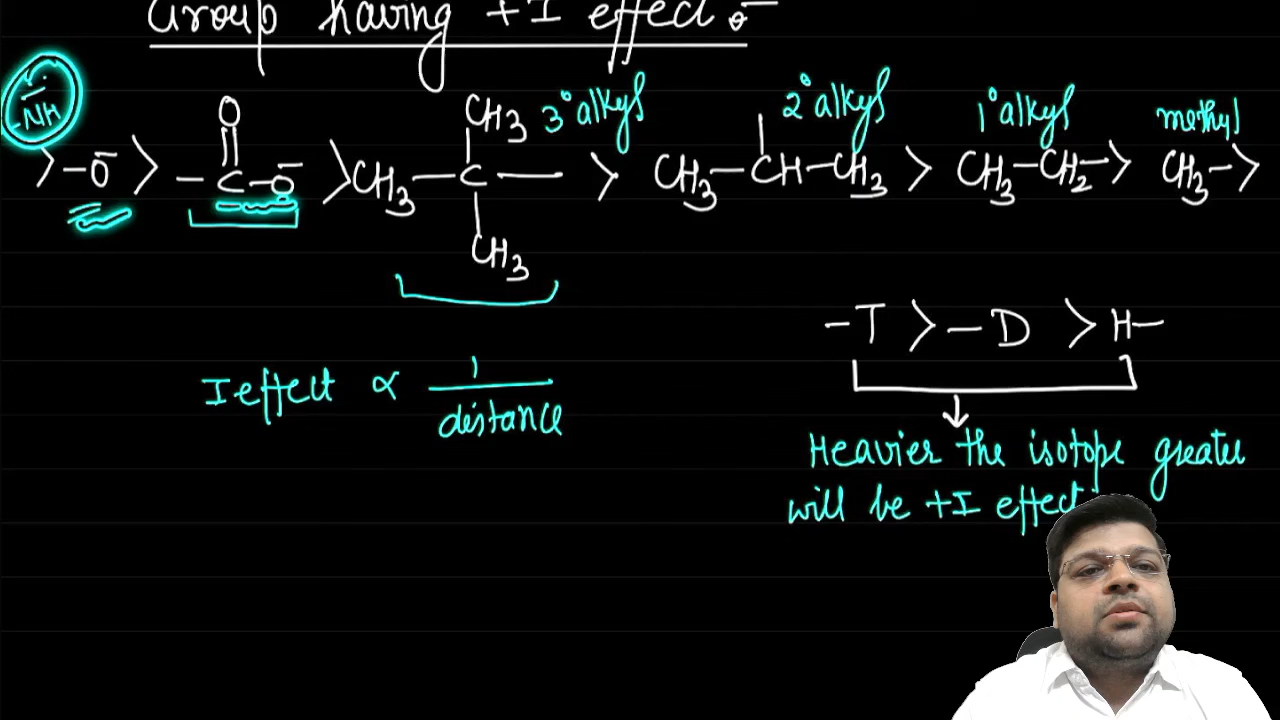 Group having +I effect :-
3° alkyl 2° alkyl 1° alkyl methyl
-N̄H > -O⁻ > -C(=O)-O⁻ > CH3-C(CH3)(CH3)- > CH3-CH-CH3 > CH3-CH2- > CH3- >
-T > -D > H-
I effect ∝ 1/distance
Heavier the isotope greater
will be +I effect